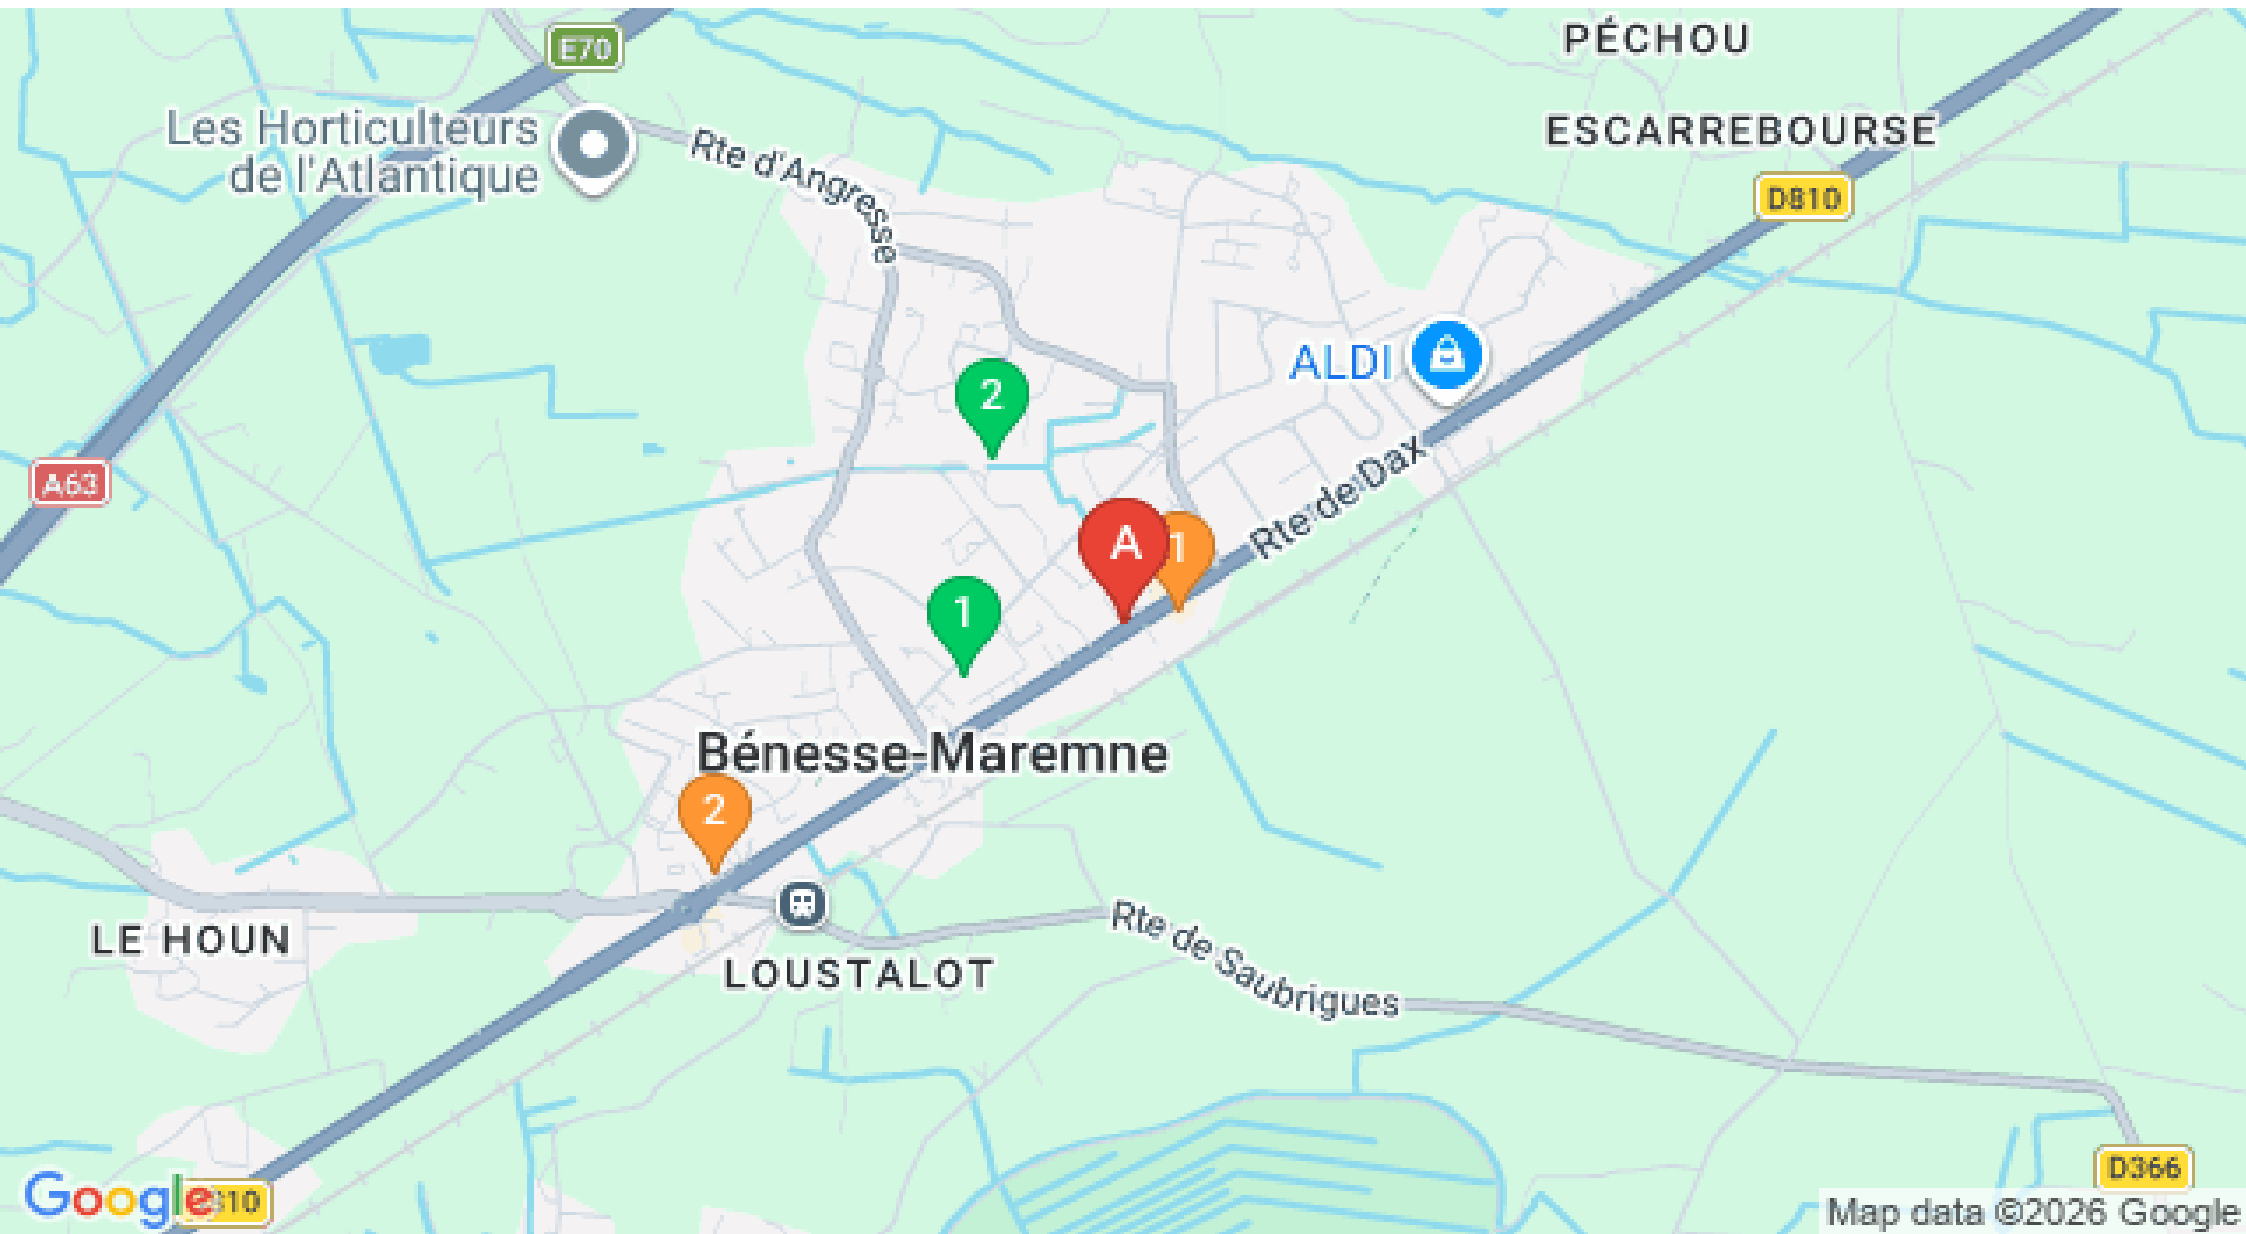 PÉCHOU
E70
Les Horticulteurs
de l'Atlantique
Rte d'Angresse
ESCARREBOURSE
D810
ALDI
2
Rte de Dax
A63
A
1
1
Bénesse-Maremne
2
LE HOUN
LOUSTALOT
Rte de Saubrigues
D366
Google
310
Map data ©2026 Google